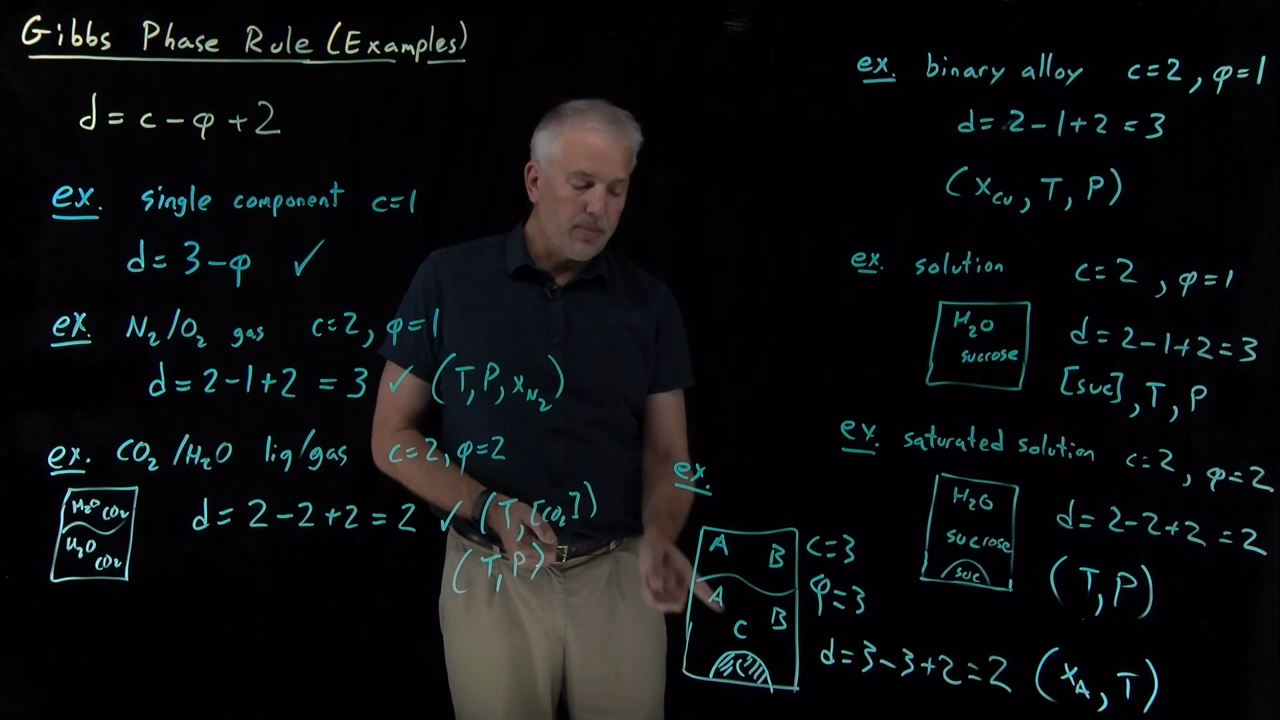 Gibbs Phase Rule (Examples)
d = c - φ + 2
ex. single component c=1
d = 3 - φ ✓
ex. N₂/O₂ gas c=2, φ=1
d = 2-1+2 = 3 ✓ (T, P, x_N₂)
ex. CO₂/H₂O liq/gas c=2, φ=2
H₂O CO₂
H₂O
CO₂
d = 2-2+2 = 2 ✓ (T, [CO₂])
(T, P)
ex.
A B
A B
C
C
c=3
φ=3
d=3-3+2=2 (x_A, T)
ex. binary alloy c=2, φ=1
d= 2-1+2 = 3
(x_Cu, T, P)
ex. solution c=2, φ=1
H₂O
sucrose
d=2-1+2=3
[suc], T, P
ex. saturated solution c=2, φ=2
H₂O
sucrose
suc
d=2-2+2=2
(T, P)